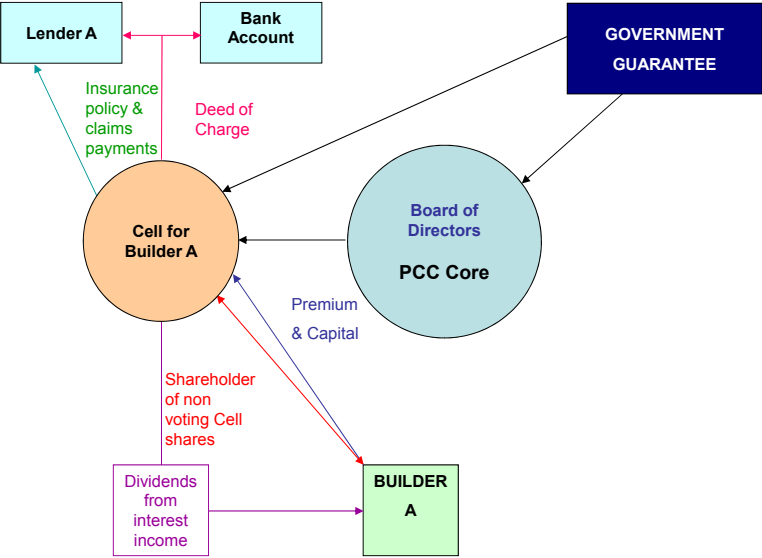 Lender A
Bank
Account
GOVERNMENT
GUARANTEE
Insurance
policy &
claims
payments
Deed of
Charge
Cell for
Builder A
Board of
Directors
PCC Core
Premium
& Capital
Shareholder
of non
voting Cell
shares
Dividends
from
interest
income
BUILDER
A